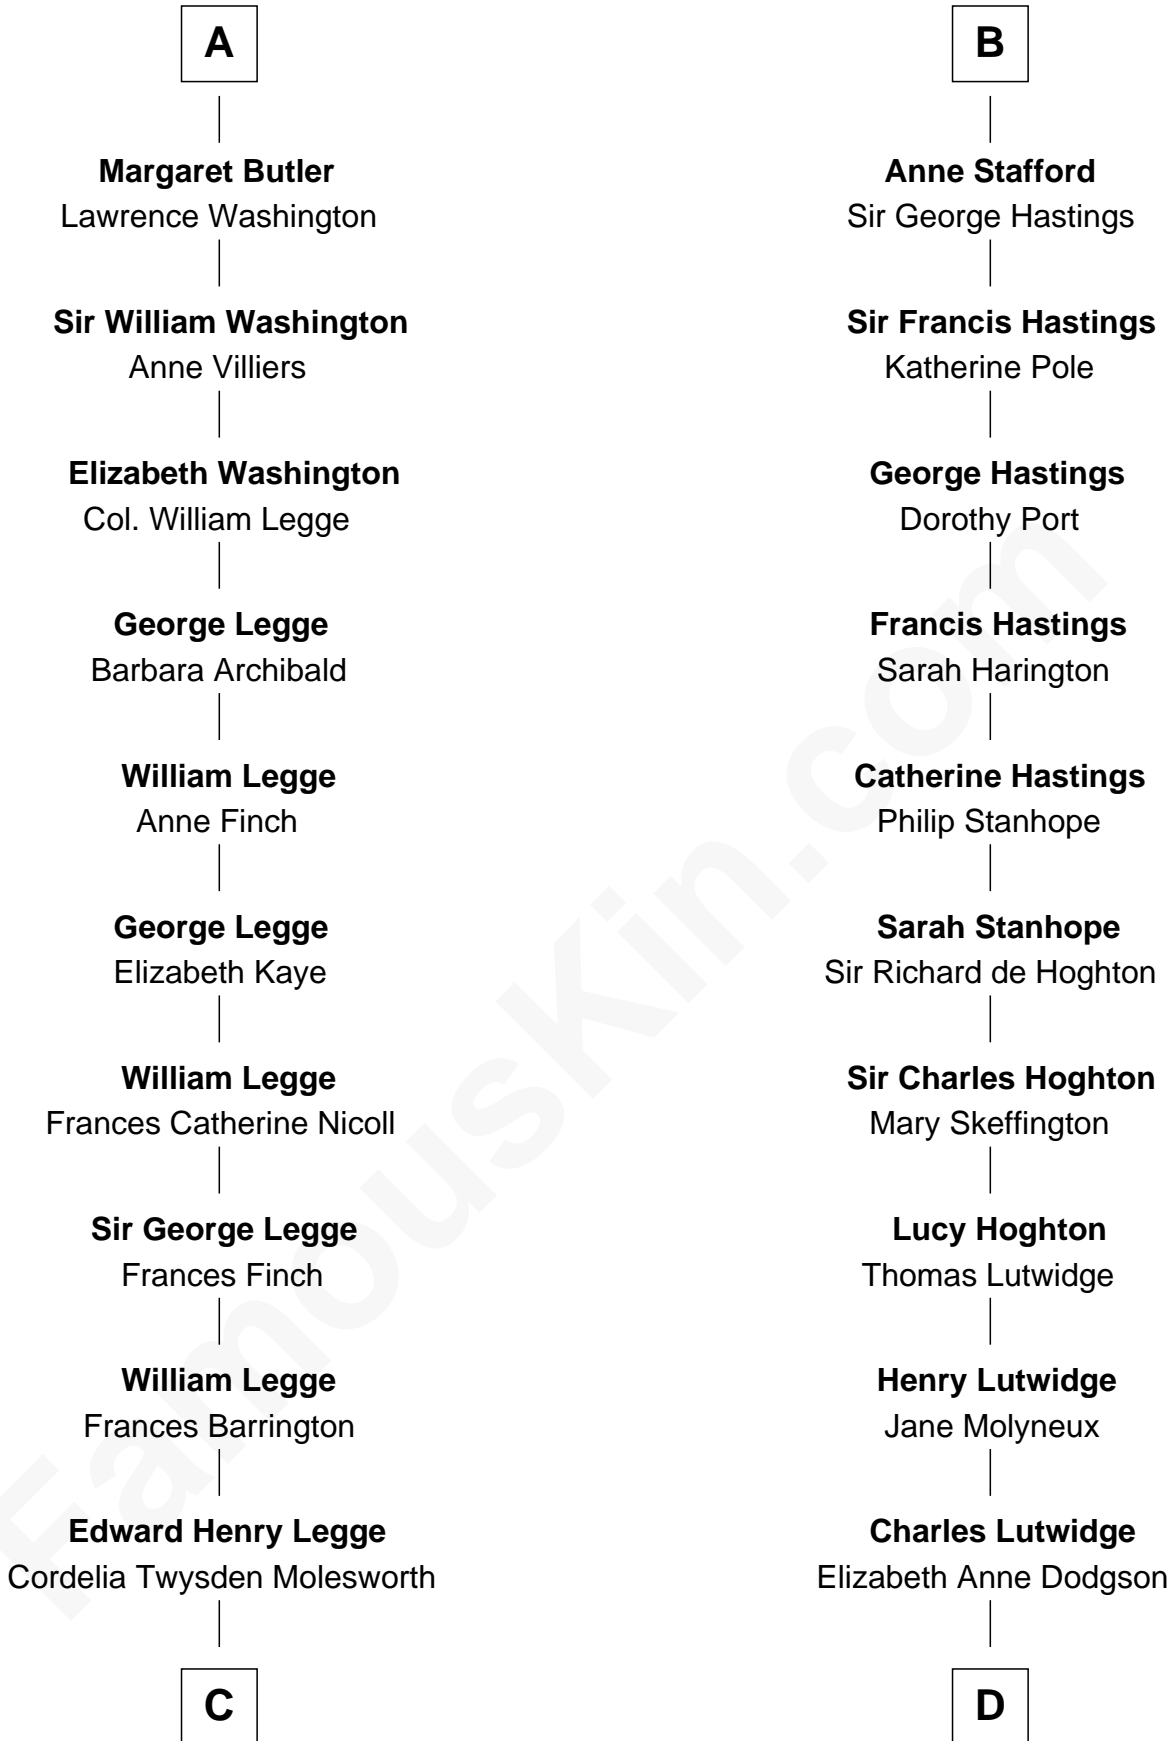 A
Margaret Butler
Lawrence Washington
Sir William Washington
Anne Villiers
Elizabeth Washington
Col. William Legge
George Legge
Barbara Archibald
William Legge
Anne Finch
George Legge
Elizabeth Kaye
William Legge
Frances Catherine Nicoll
Sir George Legge
Frances Finch
William Legge
Frances Barrington
Edward Henry Legge
Cordelia Twysden Molesworth
C
B
Anne Stafford
Sir George Hastings
Sir Francis Hastings
Katherine Pole
George Hastings
Dorothy Port
Francis Hastings
Sarah Harington
Catherine Hastings
Philip Stanhope
Sarah Stanhope
Sir Richard de Hoghton
Sir Charles Hoghton
Mary Skeffington
Lucy Hoghton
Thomas Lutwidge
Henry Lutwidge
Jane Molyneux
Charles Lutwidge
Elizabeth Anne Dodgson
D
FamousKin.com